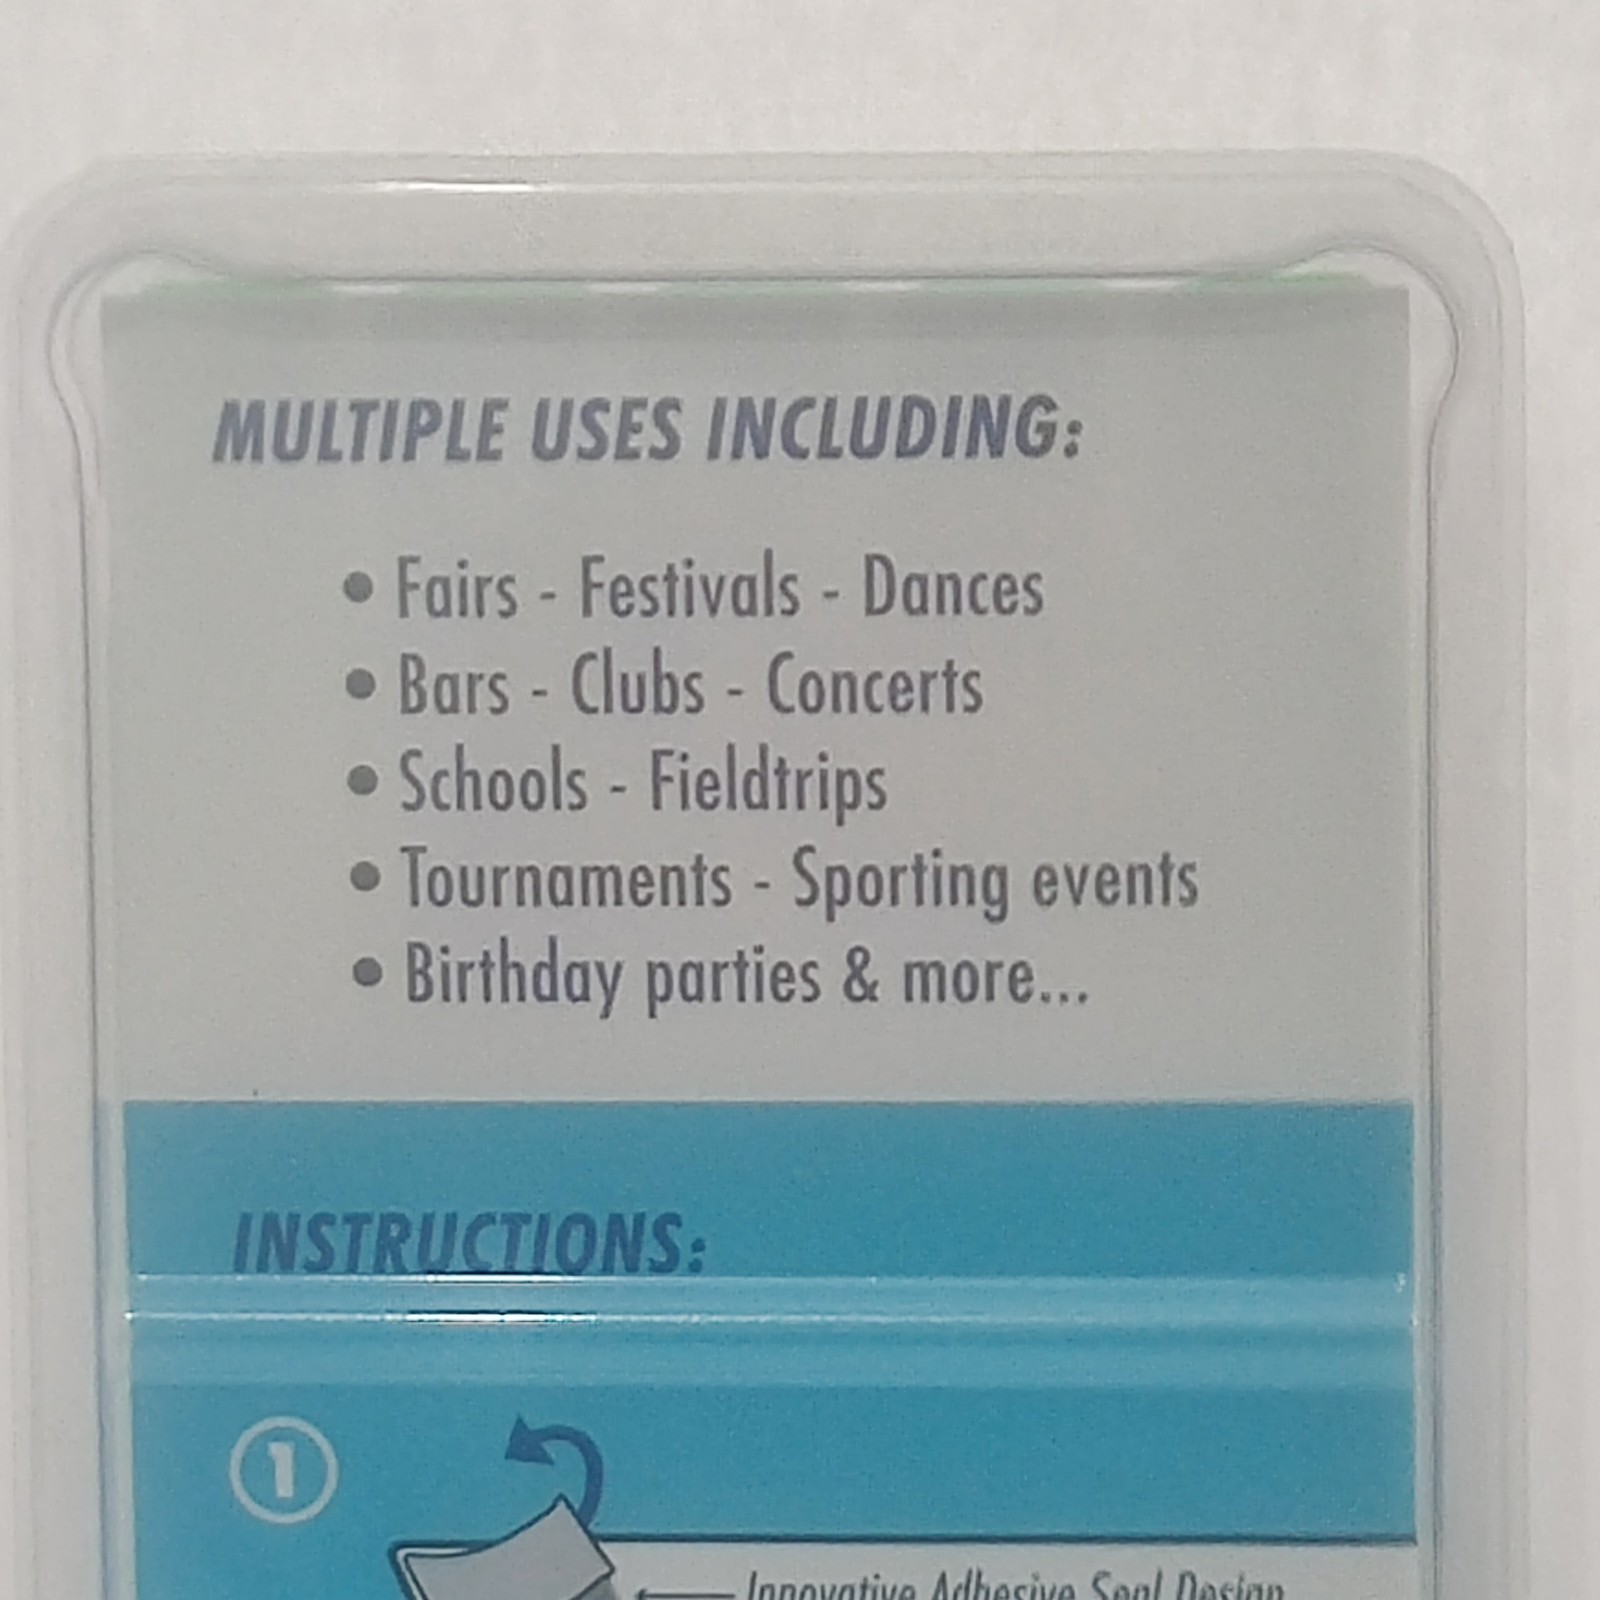 MULTIPLE USES INCLUDING:
• Fairs - Festivals - Dances
• Bars - Clubs - Concerts
• Schools - Fieldtrips
• Tournaments - Sporting events
• Birthday parties & more...
INSTRUCTIONS:
1
Innovative Adhesive Seal Design